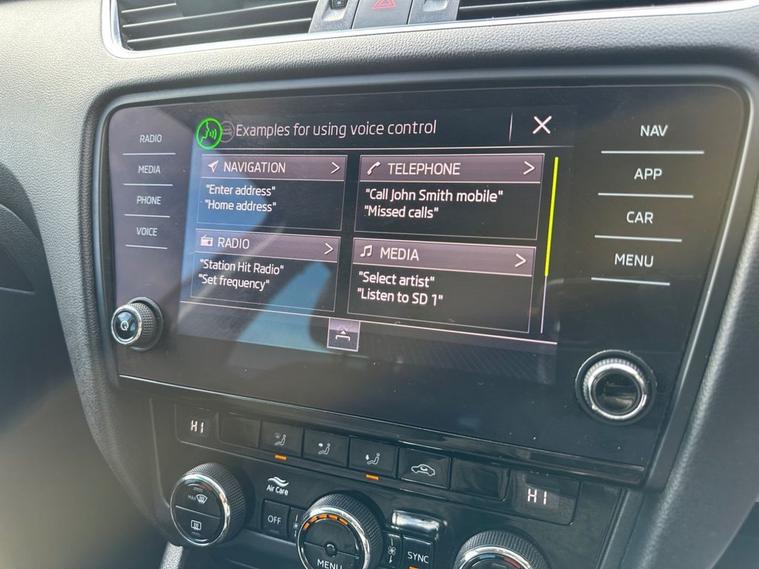 Examples for using voice control
RADIO
MEDIA
PHONE
VOICE
NAVIGATION
"Enter address"
"Home address"
TELEPHONE
"Call John Smith mobile"
"Missed calls"
RADIO
"Station Hit Radio"
"Set frequency"
MEDIA
"Select artist"
"Listen to SD 1"
NAV
APP
CAR
MENU
HI
HI
Air Care
MAX
OFF
MENU
SYNC